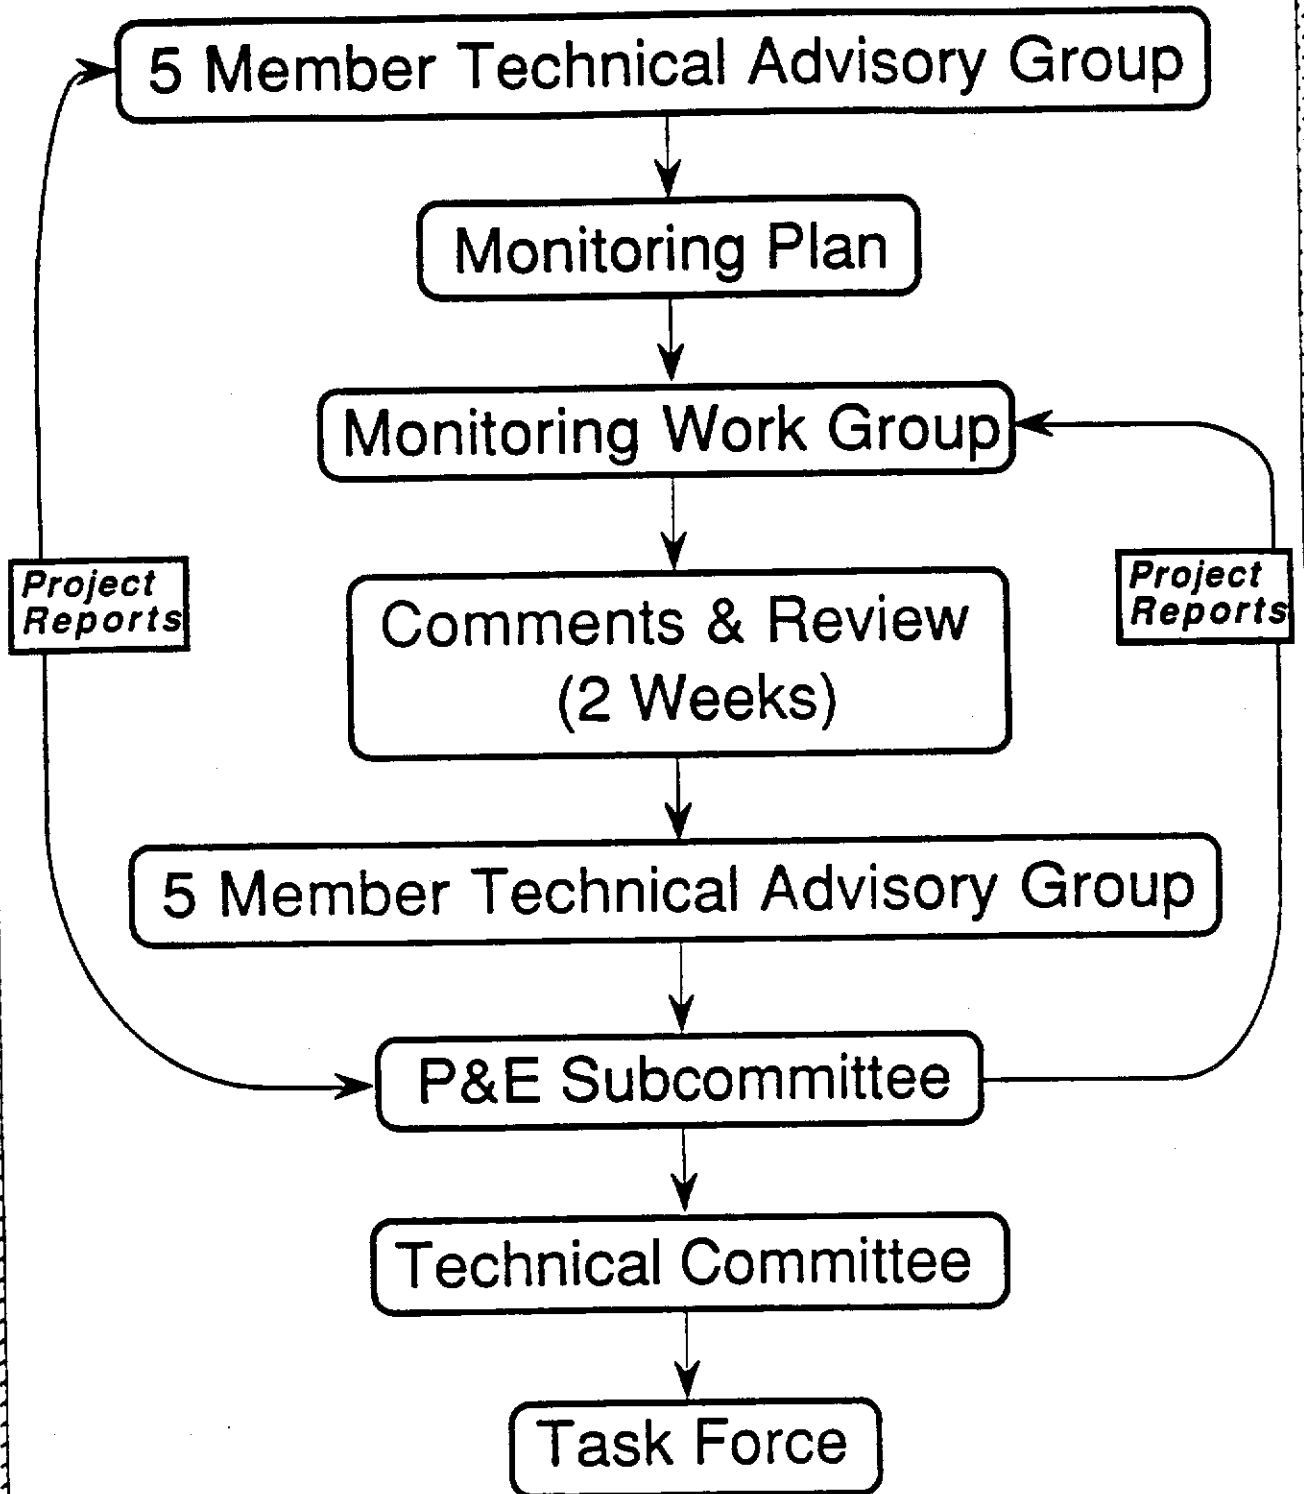 5 Member Technical Advisory Group
Monitoring Plan
Monitoring Work Group
Project
Reports
Project
Reports
Comments & Review
(2 Weeks)
5 Member Technical Advisory Group
P&E Subcommittee
Technical Committee
Task Force